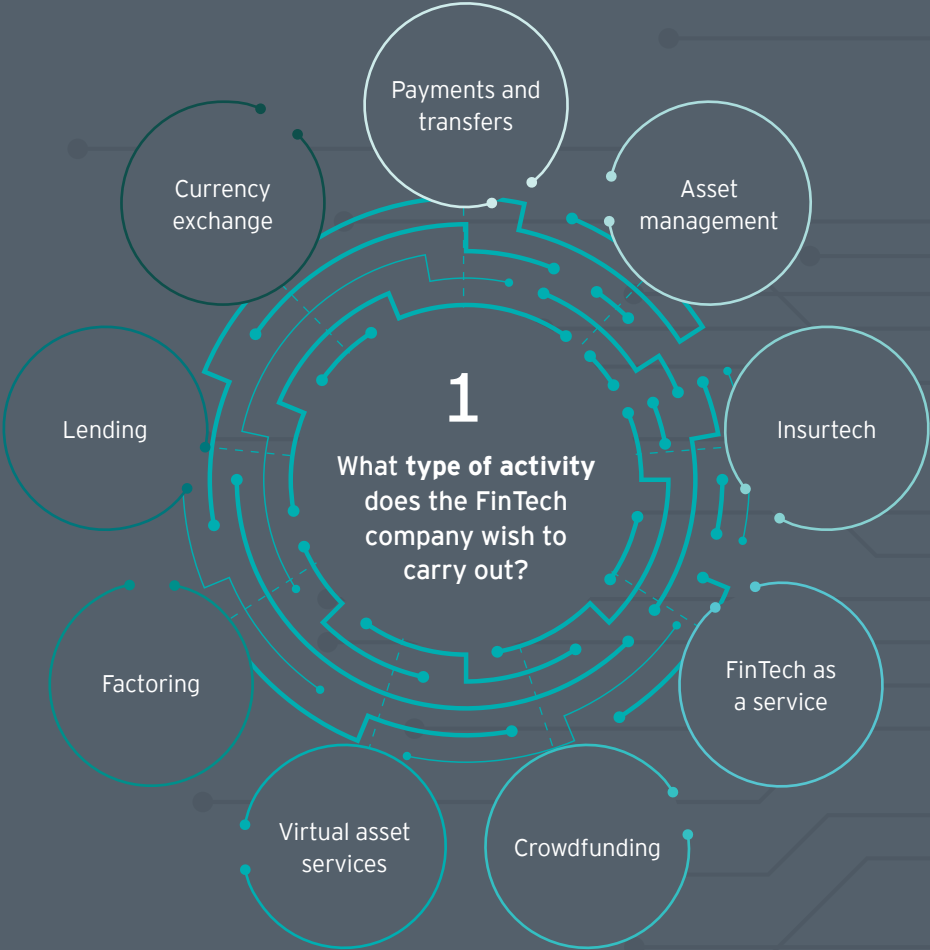 Payments and
transfers
Asset
management
Insurtech
FinTech as
a service
Crowdfunding
Virtual asset
services
Factoring
Lending
Currency
exchange
1
What type of activity
does the FinTech
company wish to
carry out?